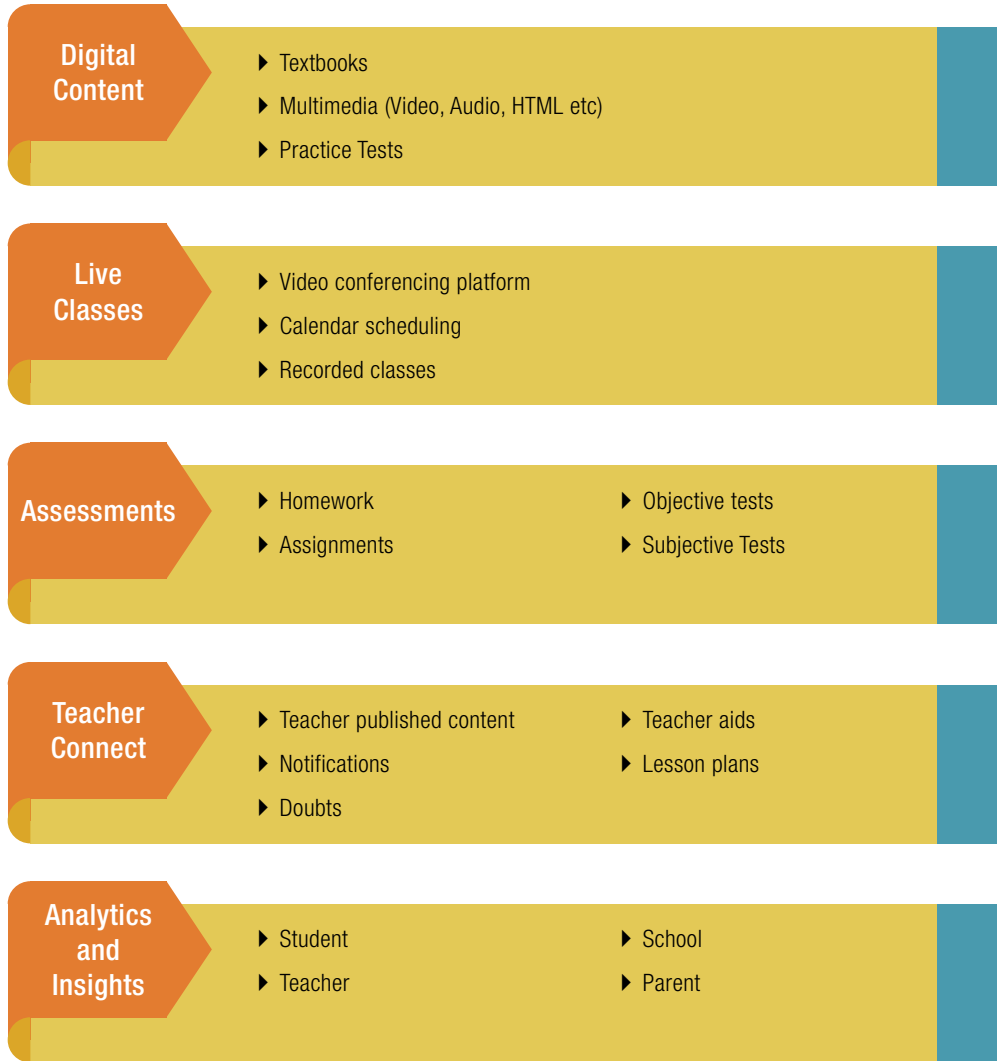 Digital
Content
Textbooks
Multimedia (Video, Audio, HTML etc)
Practice Tests
Live
Classes
Video conferencing platform
Calendar scheduling
Recorded classes
Assessments
Homework
Assignments
Objective tests
Subjective Tests
Teacher
Connect
Teacher published content
Notifications
Doubts
Teacher aids
Lesson plans
Analytics
and
Insights
Student
Teacher
School
Parent